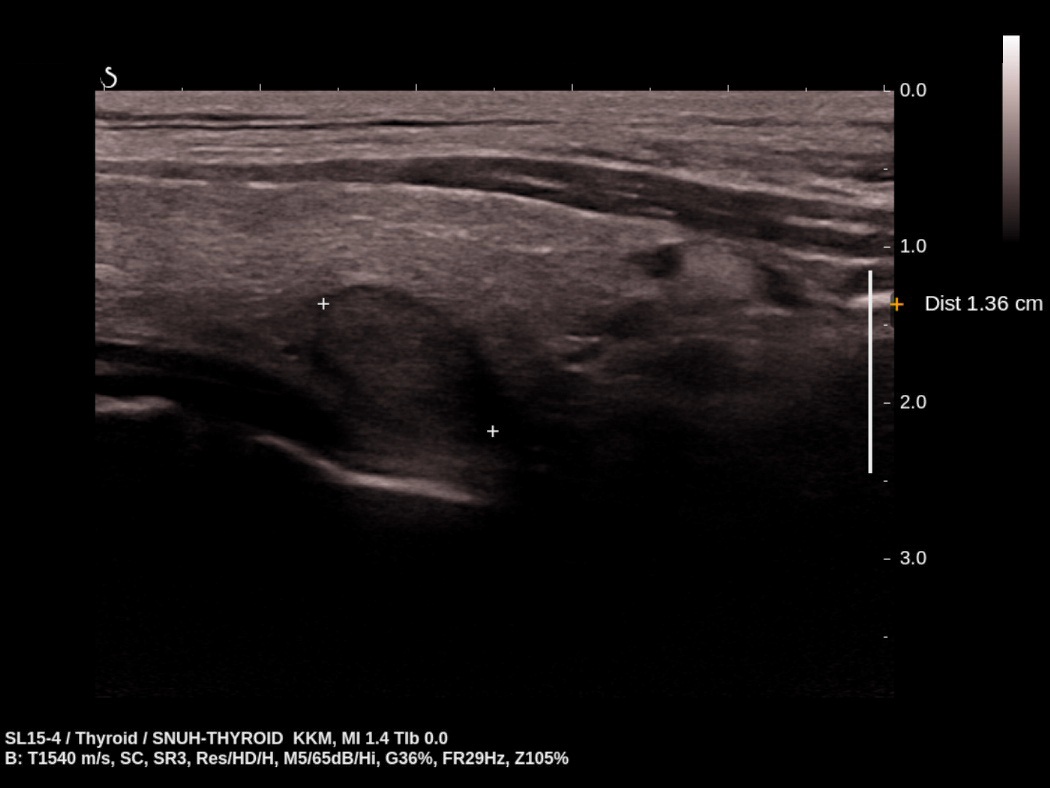 S
0.0
1.0
Dist 1.36 cm
2.0
3.0
SL15-4 / Thyroid / SNUH-THYROID KKM, MI 1.4 TIb 0.0
B: T1540 m/s, SC, SR3, Res/HD/H, M5/65dB/Hi, G36%, FR29Hz, Z105%